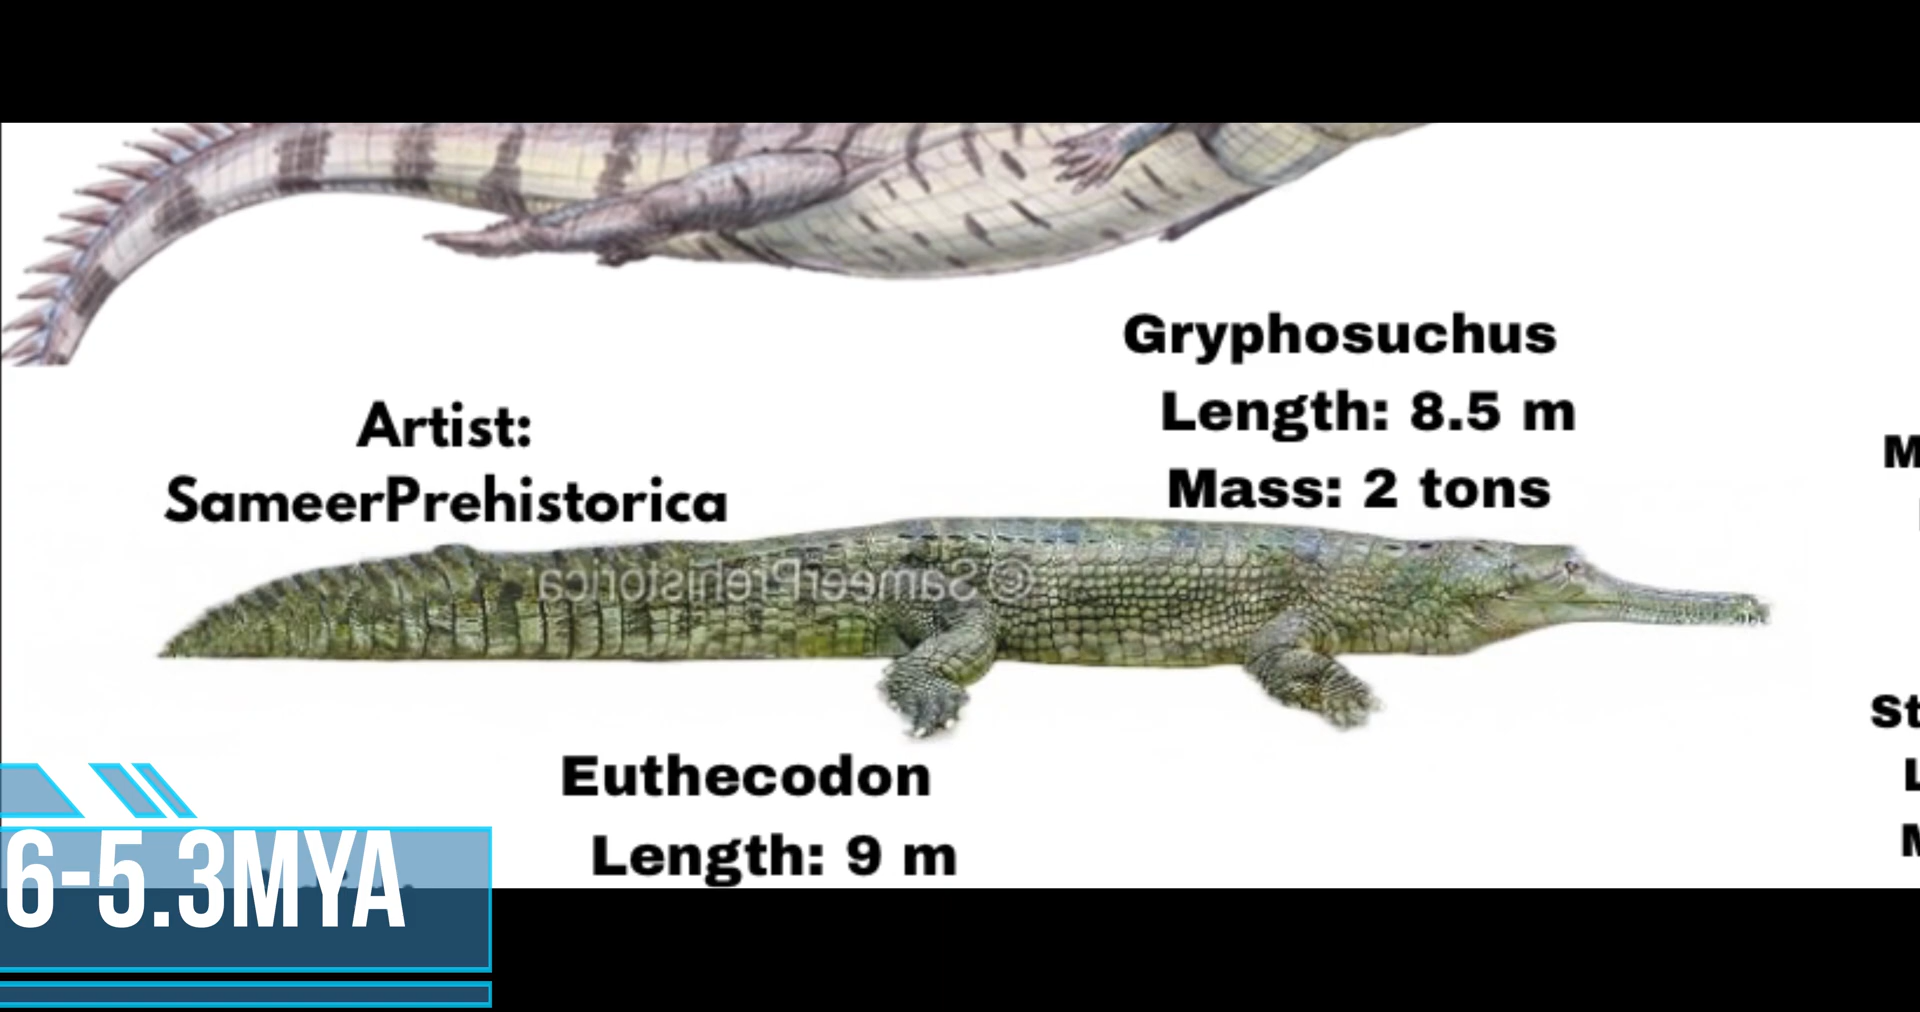 Gryphosuchus
Length: 8.5 m
Mass: 2 tons
Artist:
SameerPrehistorica
©SameerPrehistorica
Euthecodon
Length: 9 m
6-5.3MYA